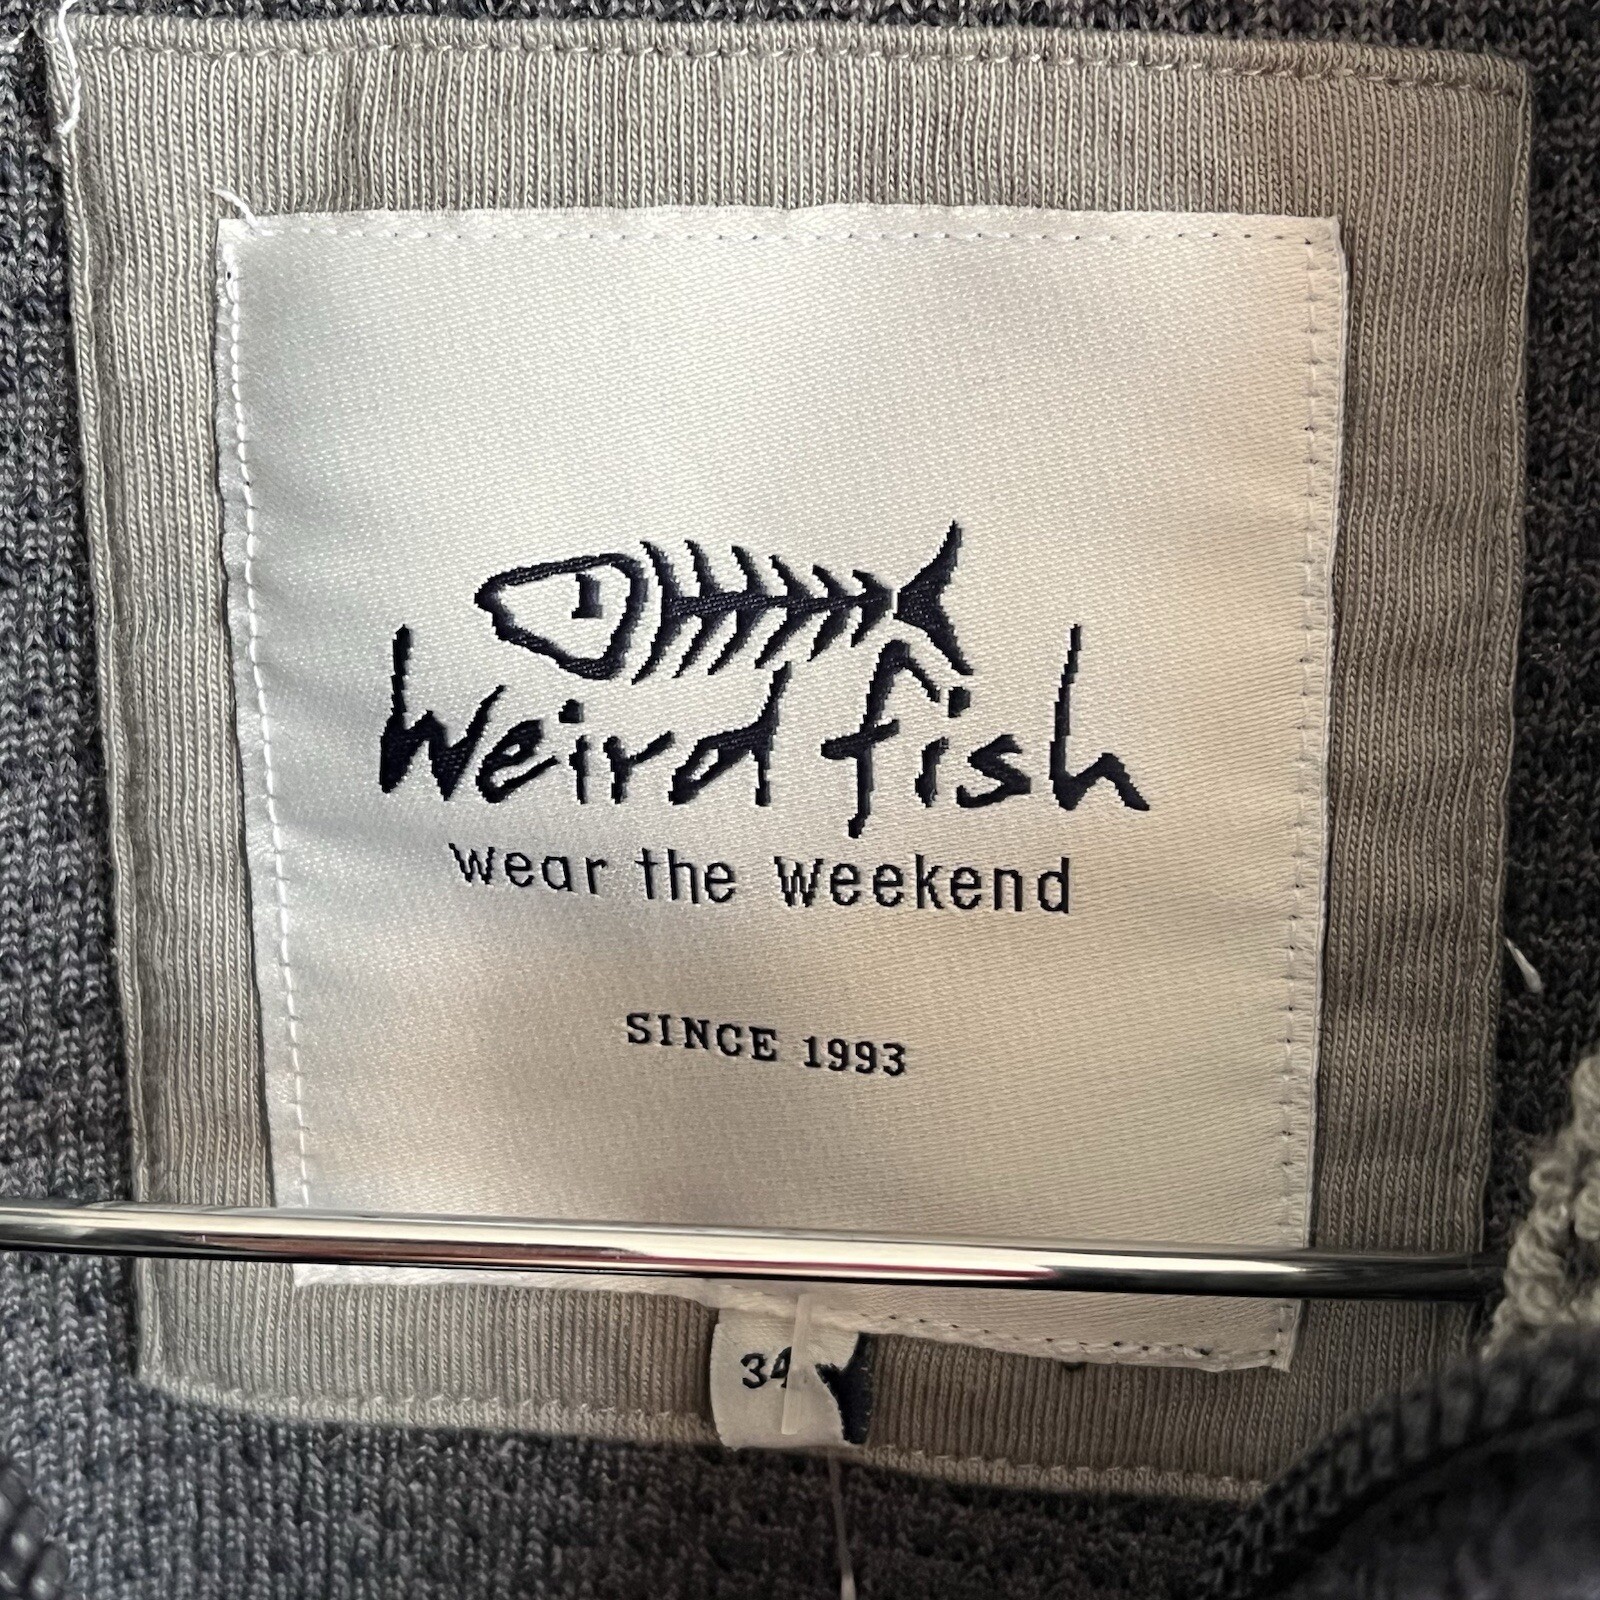 Weird fish
wear the weekend
SINCE 1993
34